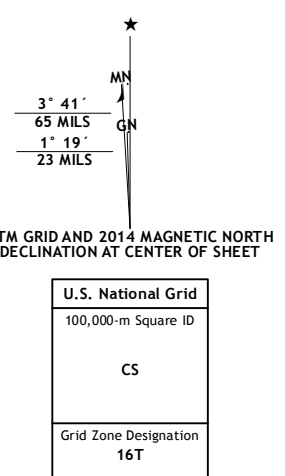 ★
MN
3° 41´
65 MILS
GN
1° 19´
23 MILS
TM GRID AND 2014 MAGNETIC NORTH
DECLINATION AT CENTER OF SHEET
U.S. National Grid
100,000-m Square ID
CS
Grid Zone Designation
16T